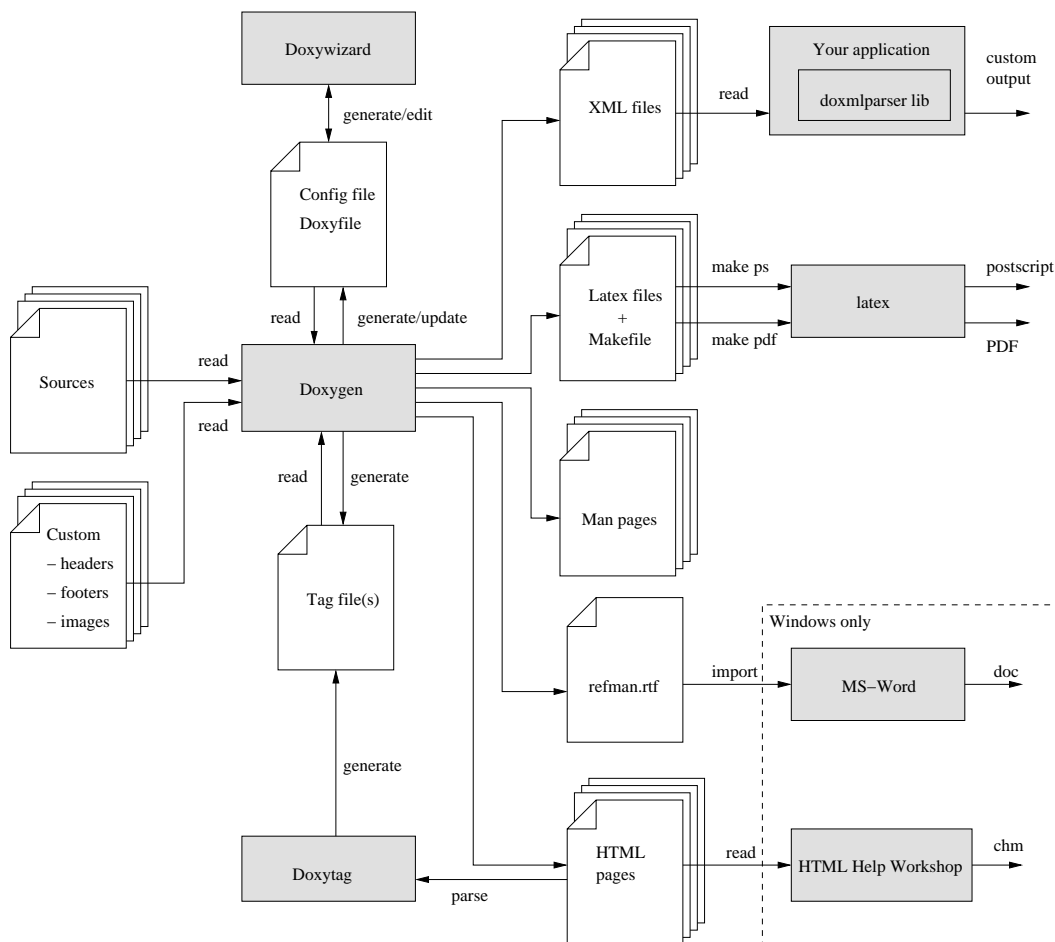 Doxywizard
generate/edit
Config file
Doxyfile
read
generate/update
Sources
read
Doxygen
read
Custom
– headers
– footers
– images
read
generate
Tag file(s)
generate
Doxytag
parse
XML files
read
Your application
doxmlparser lib
custom
output
Latex files
+
Makefile
make ps
make pdf
latex
postscript
PDF
Man pages
Windows only
refman.rtf
import
MS–Word
doc
HTML
pages
read
HTML Help Workshop
chm